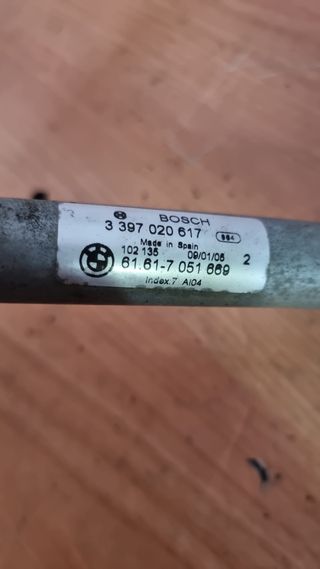 BOSCH
3 397 020 617
Made in Spain
102 135 09/01/06 2
61.61-7 051 669
Index.7 AI04